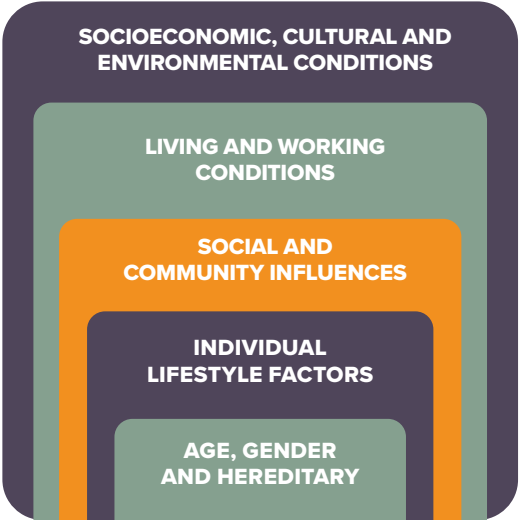 SOCIOECONOMIC, CULTURAL AND
ENVIRONMENTAL CONDITIONS
LIVING AND WORKING
CONDITIONS
SOCIAL AND
COMMUNITY INFLUENCES
INDIVIDUAL
LIFESTYLE FACTORS
AGE, GENDER
AND HEREDITARY